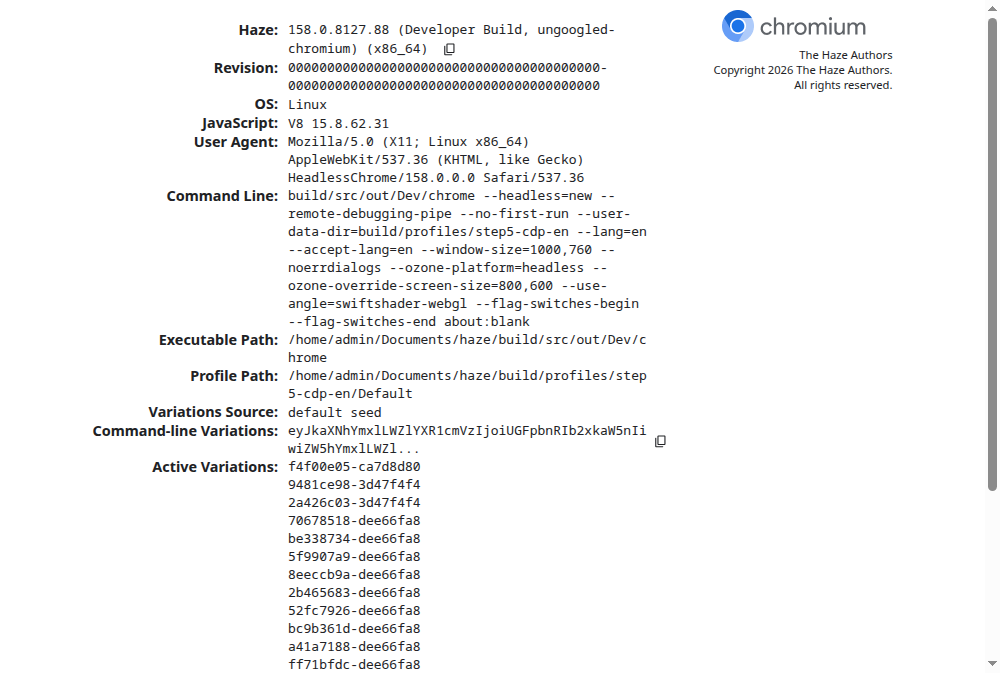 Haze: 158.0.8127.88 (Developer Build, ungoogled-
chromium) (x86_64)
Revision: 0000000000000000000000000000000000000000-
0000000000000000000000000000000000000000
OS: Linux
JavaScript: V8 15.8.62.31
User Agent: Mozilla/5.0 (X11; Linux x86_64)
AppleWebKit/537.36 (KHTML, like Gecko)
HeadlessChrome/158.0.0.0 Safari/537.36
Command Line: build/src/out/Dev/chrome --headless=new --
remote-debugging-pipe --no-first-run --user-
data-dir=build/profiles/step5-cdp-en --lang=en
--accept-lang=en --window-size=1000,760 --
noerrdialogs --ozone-platform=headless --
ozone-override-screen-size=800,600 --use-
angle=swiftshader-webgl --flag-switches-begin
--flag-switches-end about:blank
Executable Path: /home/admin/Documents/haze/build/src/out/Dev/c
hrome
Profile Path: /home/admin/Documents/haze/build/profiles/step
5-cdp-en/Default
Variations Source: default seed
Command-line Variations: eyJkaXNhYmxlLWZlYXR1cmVzIjoiUGFpbnRIb2xkaW5nIi
wiZW5hYmxlLWZl...
Active Variations: f4f00e05-ca7d8d80
9481ce98-3d47f4f4
2a426c03-3d47f4f4
70678518-dee66fa8
be338734-dee66fa8
5f9907a9-dee66fa8
8eeccb9a-dee66fa8
2b465683-dee66fa8
52fc7926-dee66fa8
bc9b361d-dee66fa8
a41a7188-dee66fa8
ff71bfdc-dee66fa8
chromium
The Haze Authors
Copyright 2026 The Haze Authors.
All rights reserved.